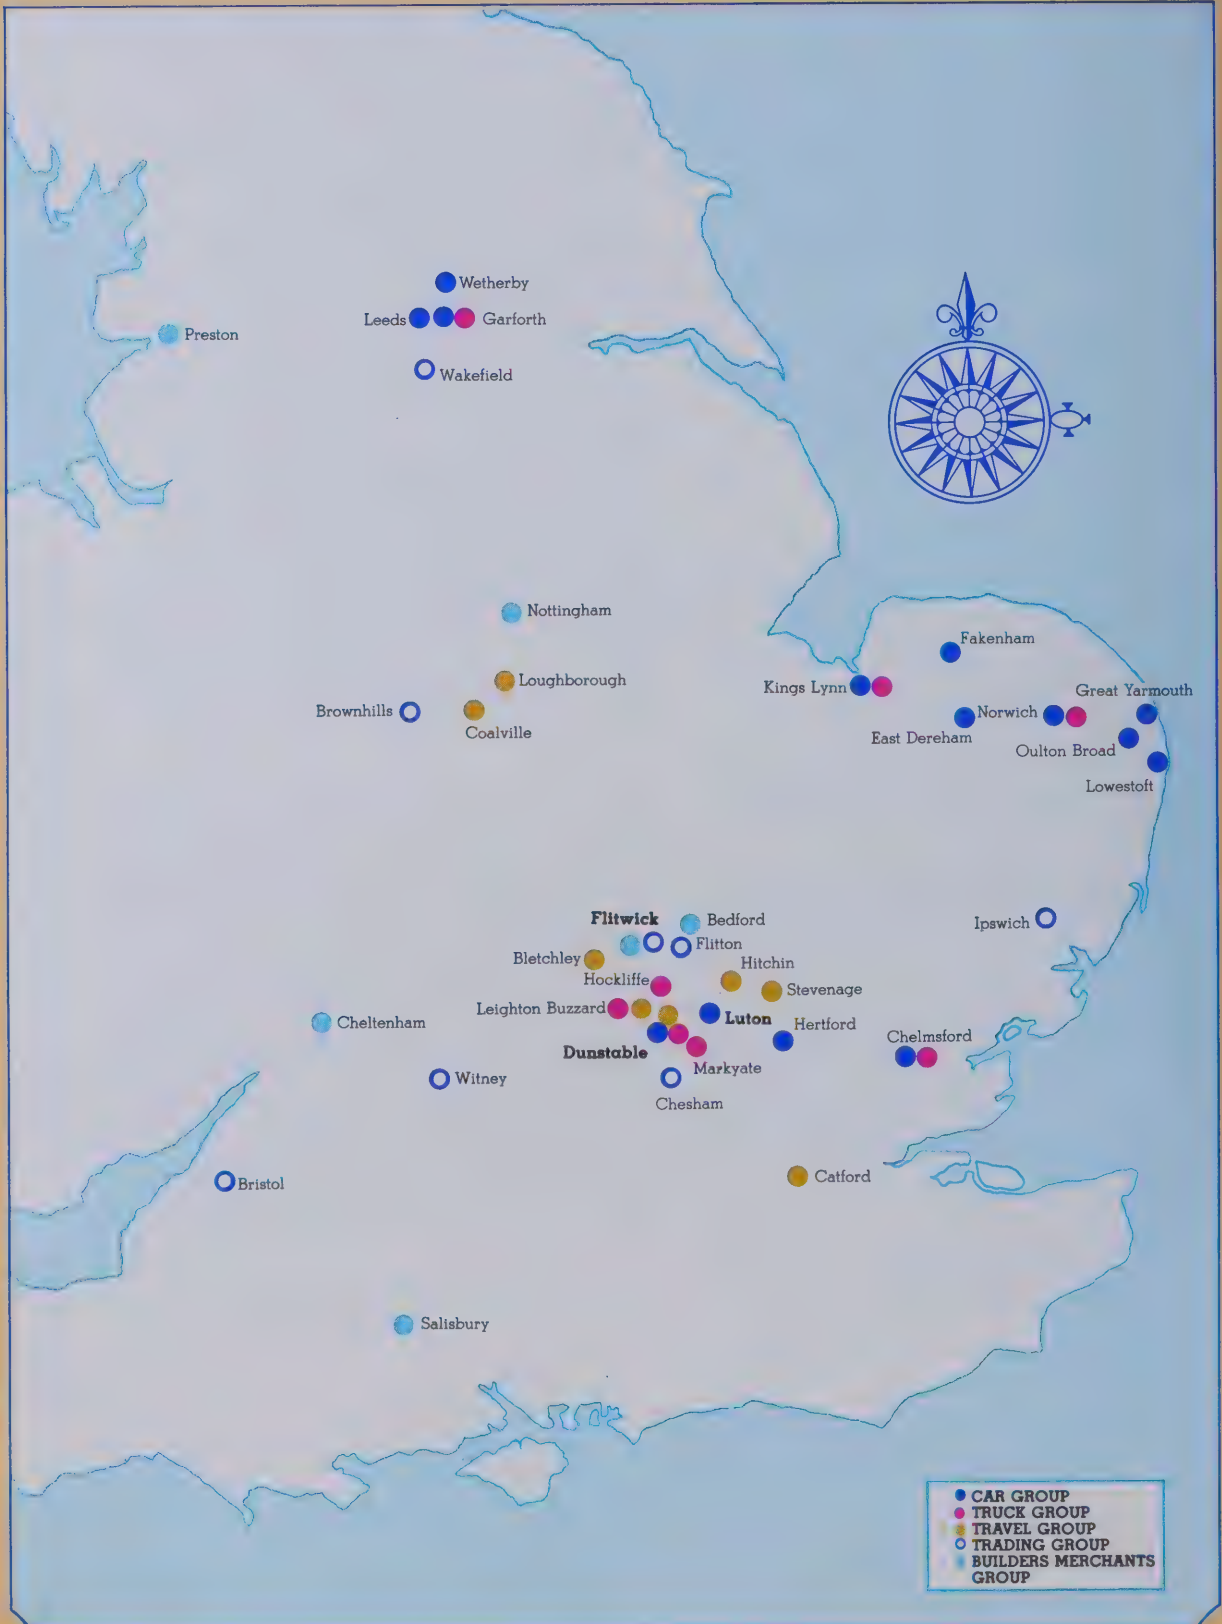 Wetherby
Leeds
Garforth
Preston
Wakefield
Nottingham
Fakenham
Loughborough
Kings Lynn
Great Yarmouth
Brownhills
Norwich
Coalville
East Dereham
Oulton Broad
Lowestoft
Flitwick
Bedford
Ipswich
Flitton
Bletchley
Hitchin
Hockliffe
Stevenage
Leighton Buzzard
Luton
Cheltenham
Hertford
Chelmsford
Dunstable
Markyate
Witney
Chesham
Catford
Bristol
Salisbury
CAR GROUP
TRUCK GROUP
TRAVEL GROUP
TRADING GROUP
BUILDERS MERCHANTS
GROUP